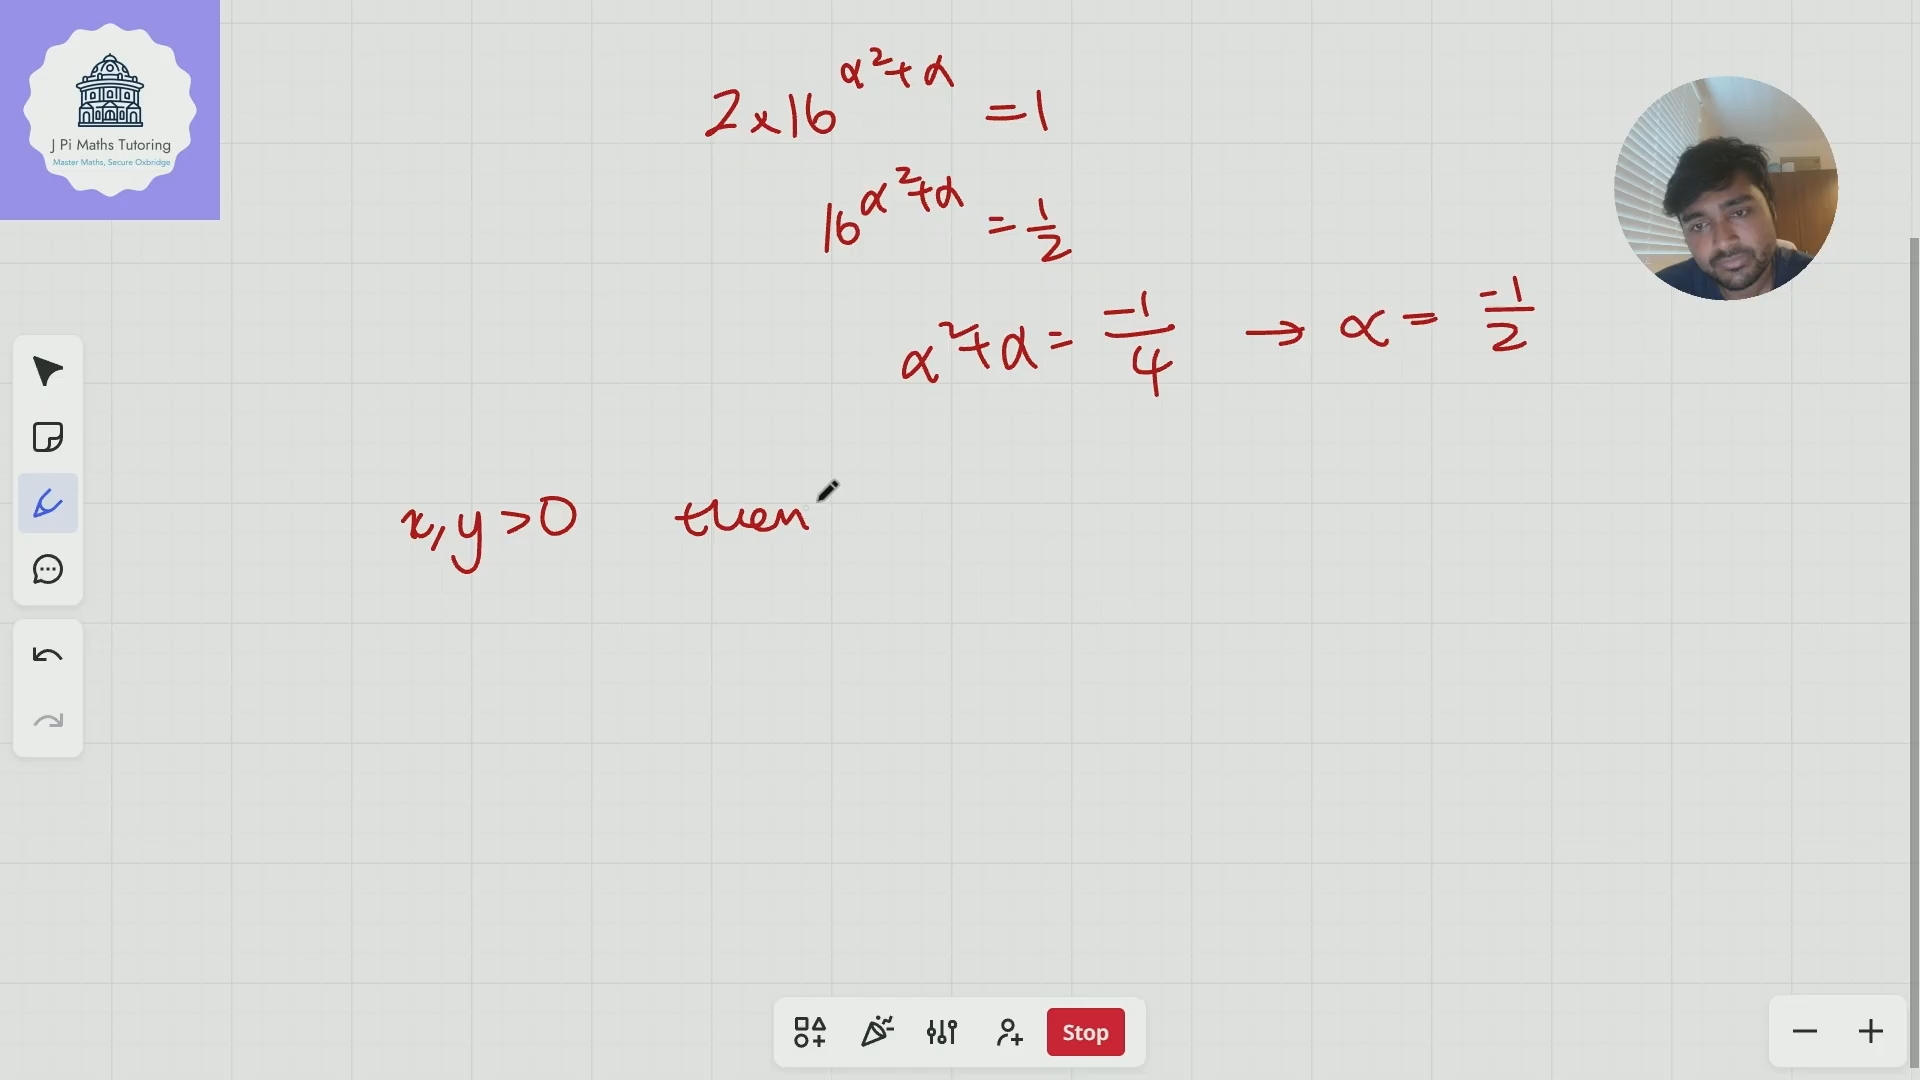 J Pi Maths Tutoring
Master Maths, Secure Oxbridge
2 × 16^(α² + α) = 1
16^(α² + α) = 1/2
α² + α = -1/4 → α = -1/2
x, y > 0 then
Stop